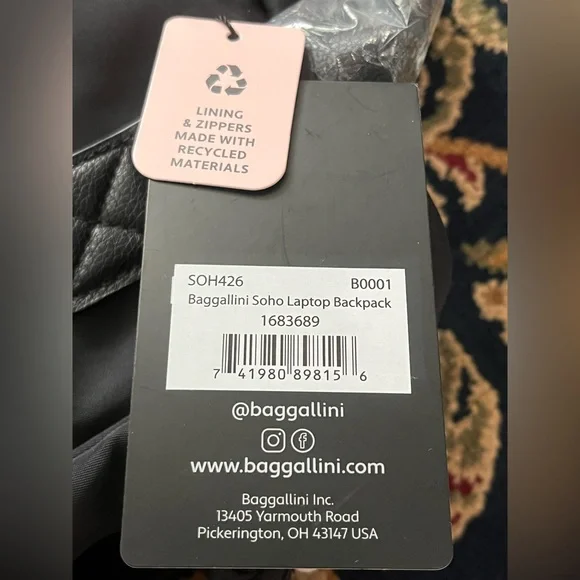 LINING
& ZIPPERS
MADE WITH
RECYCLED
MATERIALS
SOH426 B0001
Baggallini Soho Laptop Backpack
1683689
7 41980 89815 6
@baggallini
www.baggallini.com
Baggallini Inc.
13405 Yarmouth Road
Pickerington, OH 43147 USA